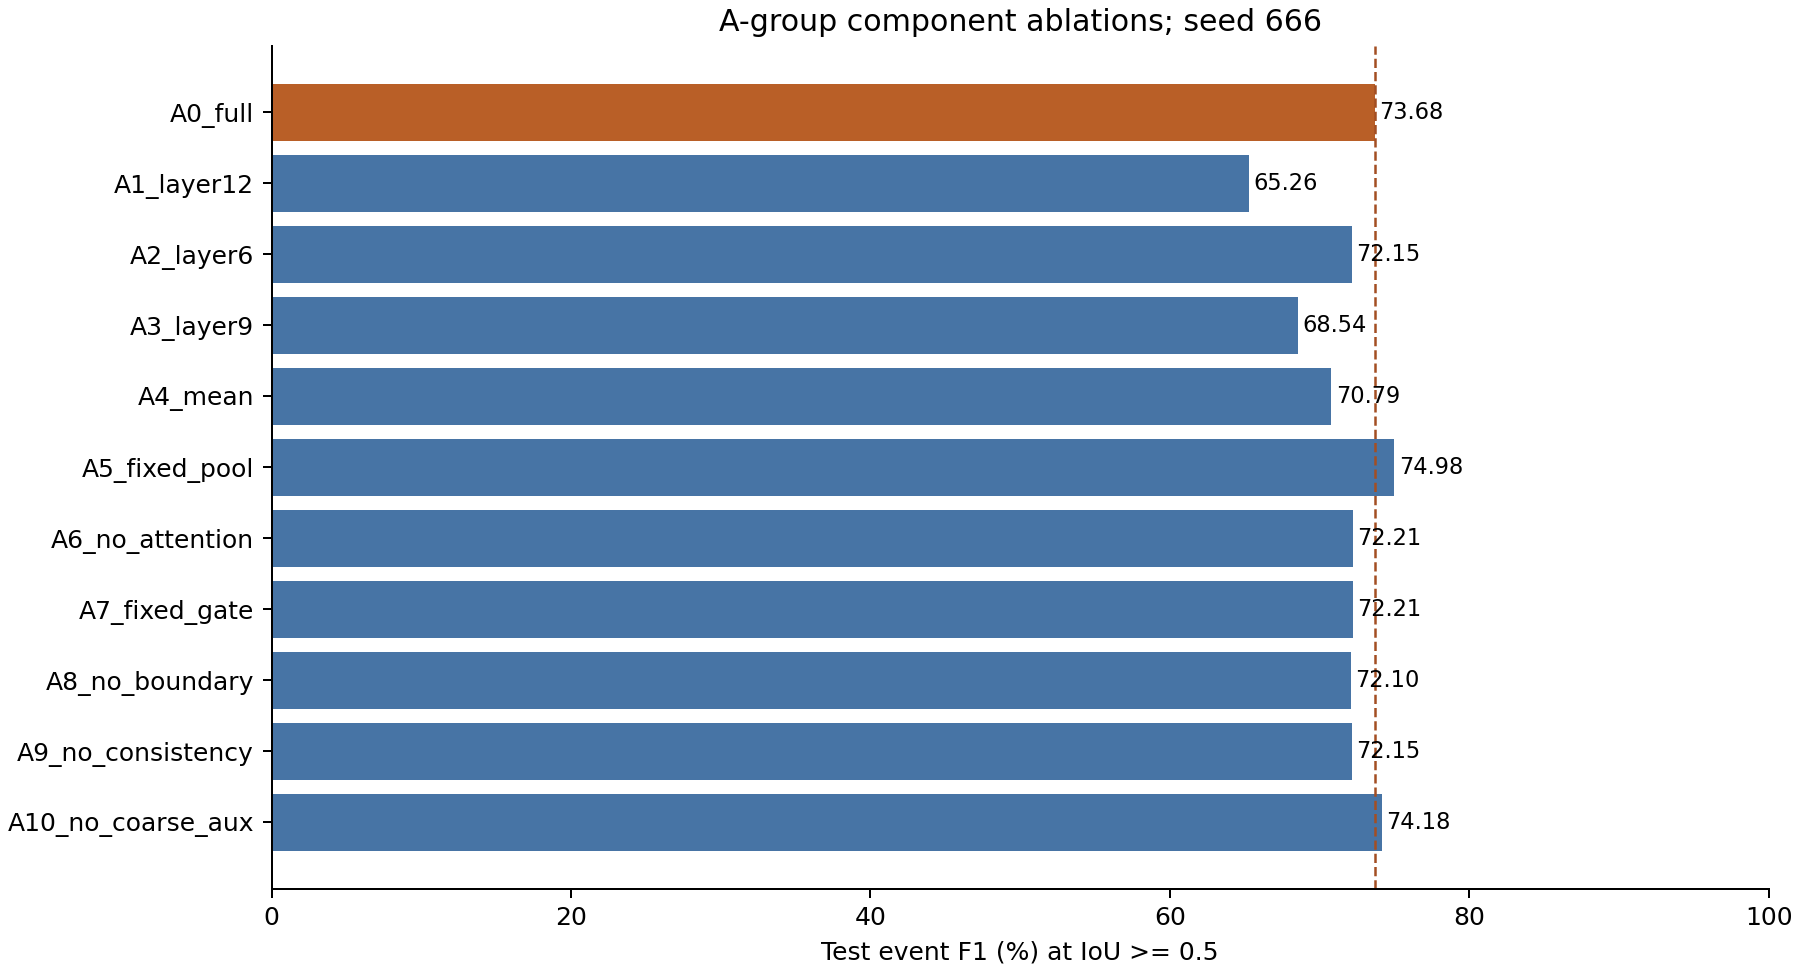 A-group component ablations; seed 666
A0_full 73.68
A1_layer12 65.26
A2_layer6 72.15
A3_layer9 68.54
A4_mean 70.79
A5_fixed_pool 74.98
A6_no_attention 72.21
A7_fixed_gate 72.21
A8_no_boundary 72.10
A9_no_consistency 72.15
A10_no_coarse_aux 74.18
0 20 40 60 80 100
Test event F1 (%) at IoU >= 0.5